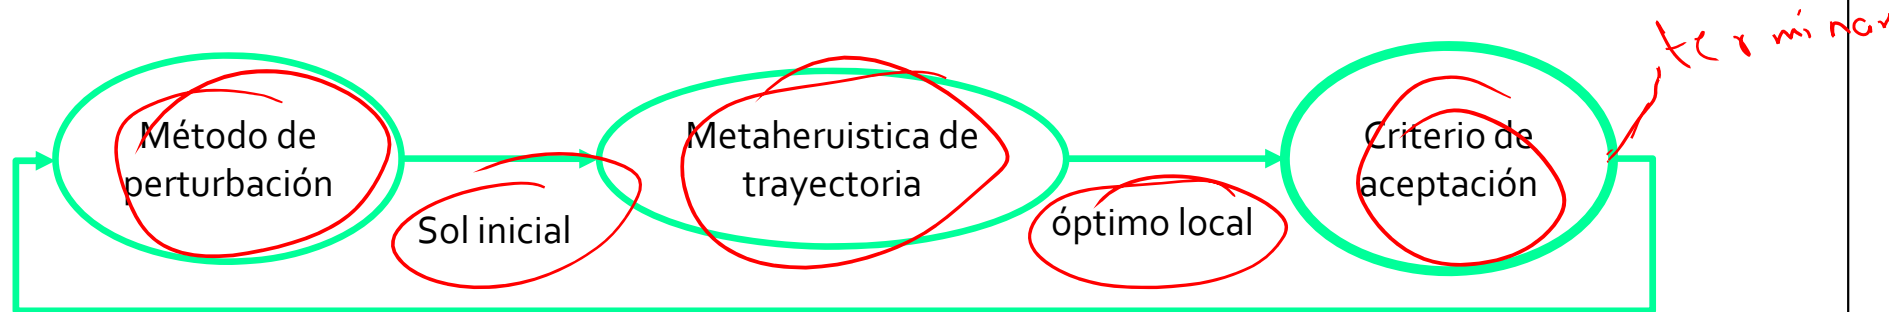 terminar
Método de
perturbación
Sol inicial
Metaheruistica de
trayectoria
óptimo local
Criterio de
aceptación